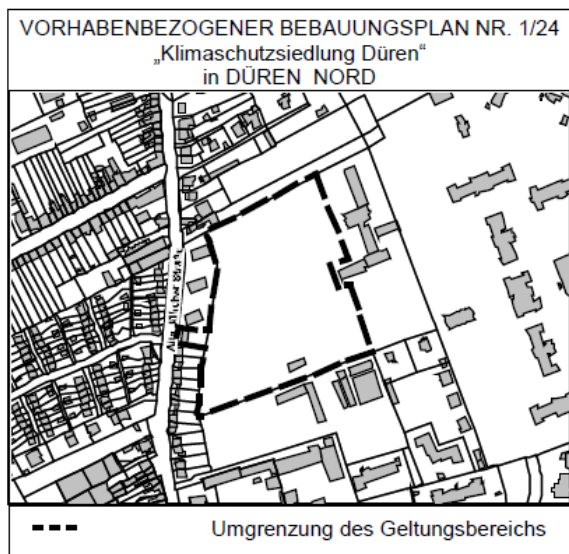 VORHABENBEZOGENER BEBAUUNGSPLAN NR. 1/24
„Klimaschutzsiedlung Düren“
in DÜREN NORD
Umgrenzung des Geltungsbereichs